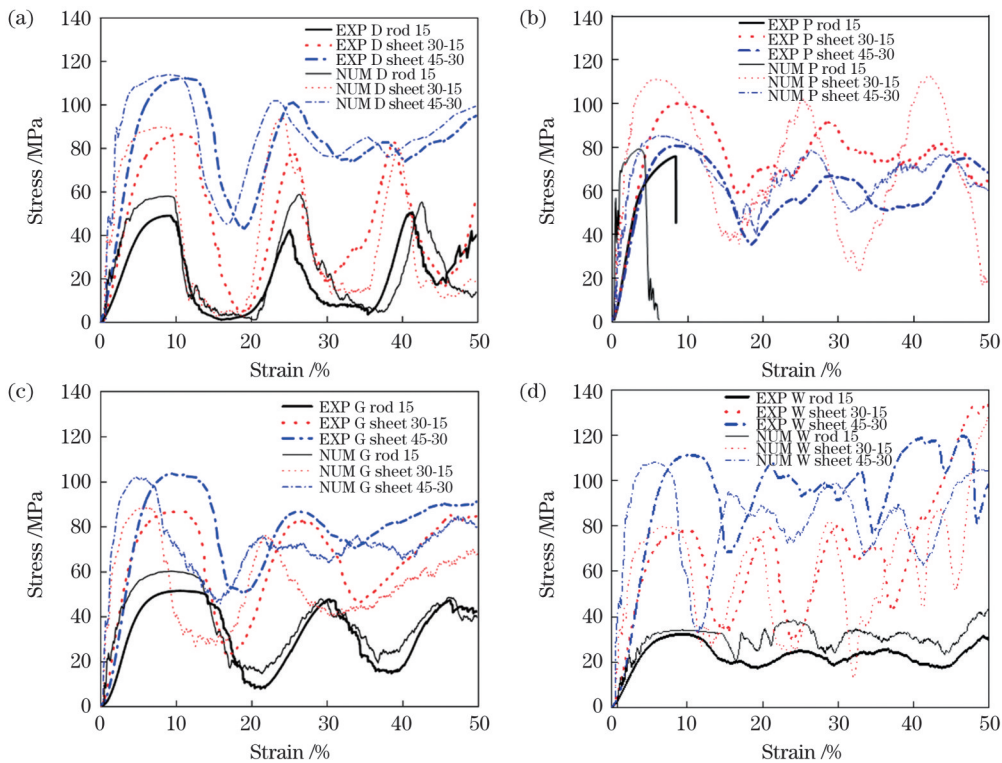 (a)
140
120
100
80
60
40
20
0
Stress /MPa
EXP D rod 15
EXP D sheet 30-15
EXP D sheet 45-30
NUM D rod 15
NUM D sheet 30-15
NUM D sheet 45-30
0 10 20 30 40 50
Strain /%
(b)
140
120
100
80
60
40
20
0
Stress /MPa
EXP P rod 15
EXP P sheet 30-15
EXP P sheet 45-30
NUM P rod 15
NUM P sheet 30-15
NUM P sheet 45-30
0 10 20 30 40 50
Strain /%
(c)
140
120
100
80
60
40
20
0
Stress /MPa
EXP G rod 15
EXP G sheet 30-15
EXP G sheet 45-30
NUM G rod 15
NUM G sheet 30-15
NUM G sheet 45-30
0 10 20 30 40 50
Strain /%
(d)
140
120
100
80
60
40
20
0
Stress /MPa
EXP W rod 15
EXP W sheet 30-15
EXP W sheet 45-30
NUM W rod 15
NUM W sheet 30-15
NUM W sheet 45-30
0 10 20 30 40 50
Strain /%